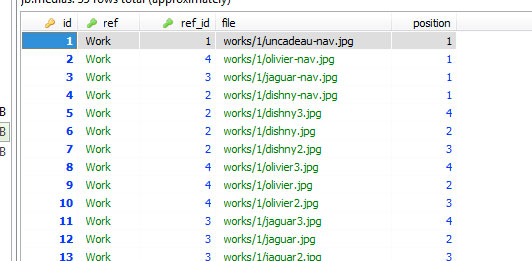 jb.medias: 55 rows total (approximately)
id ref ref_id file position
1 Work 1 works/1/uncadeau-nav.jpg 1
2 Work 4 works/1/olivier-nav.jpg 1
3 Work 3 works/1/jaguar-nav.jpg 1
4 Work 2 works/1/dishny-nav.jpg 1
5 Work 2 works/1/dishny3.jpg 4
6 Work 2 works/1/dishny.jpg 2
7 Work 2 works/1/dishny2.jpg 3
8 Work 4 works/1/olivier3.jpg 4
9 Work 4 works/1/olivier.jpg 2
10 Work 4 works/1/olivier2.jpg 3
11 Work 3 works/1/jaguar3.jpg 4
12 Work 3 works/1/jaguar.jpg 2
13 Work 3 works/1/jaguar2.jpg 3
B
B
B